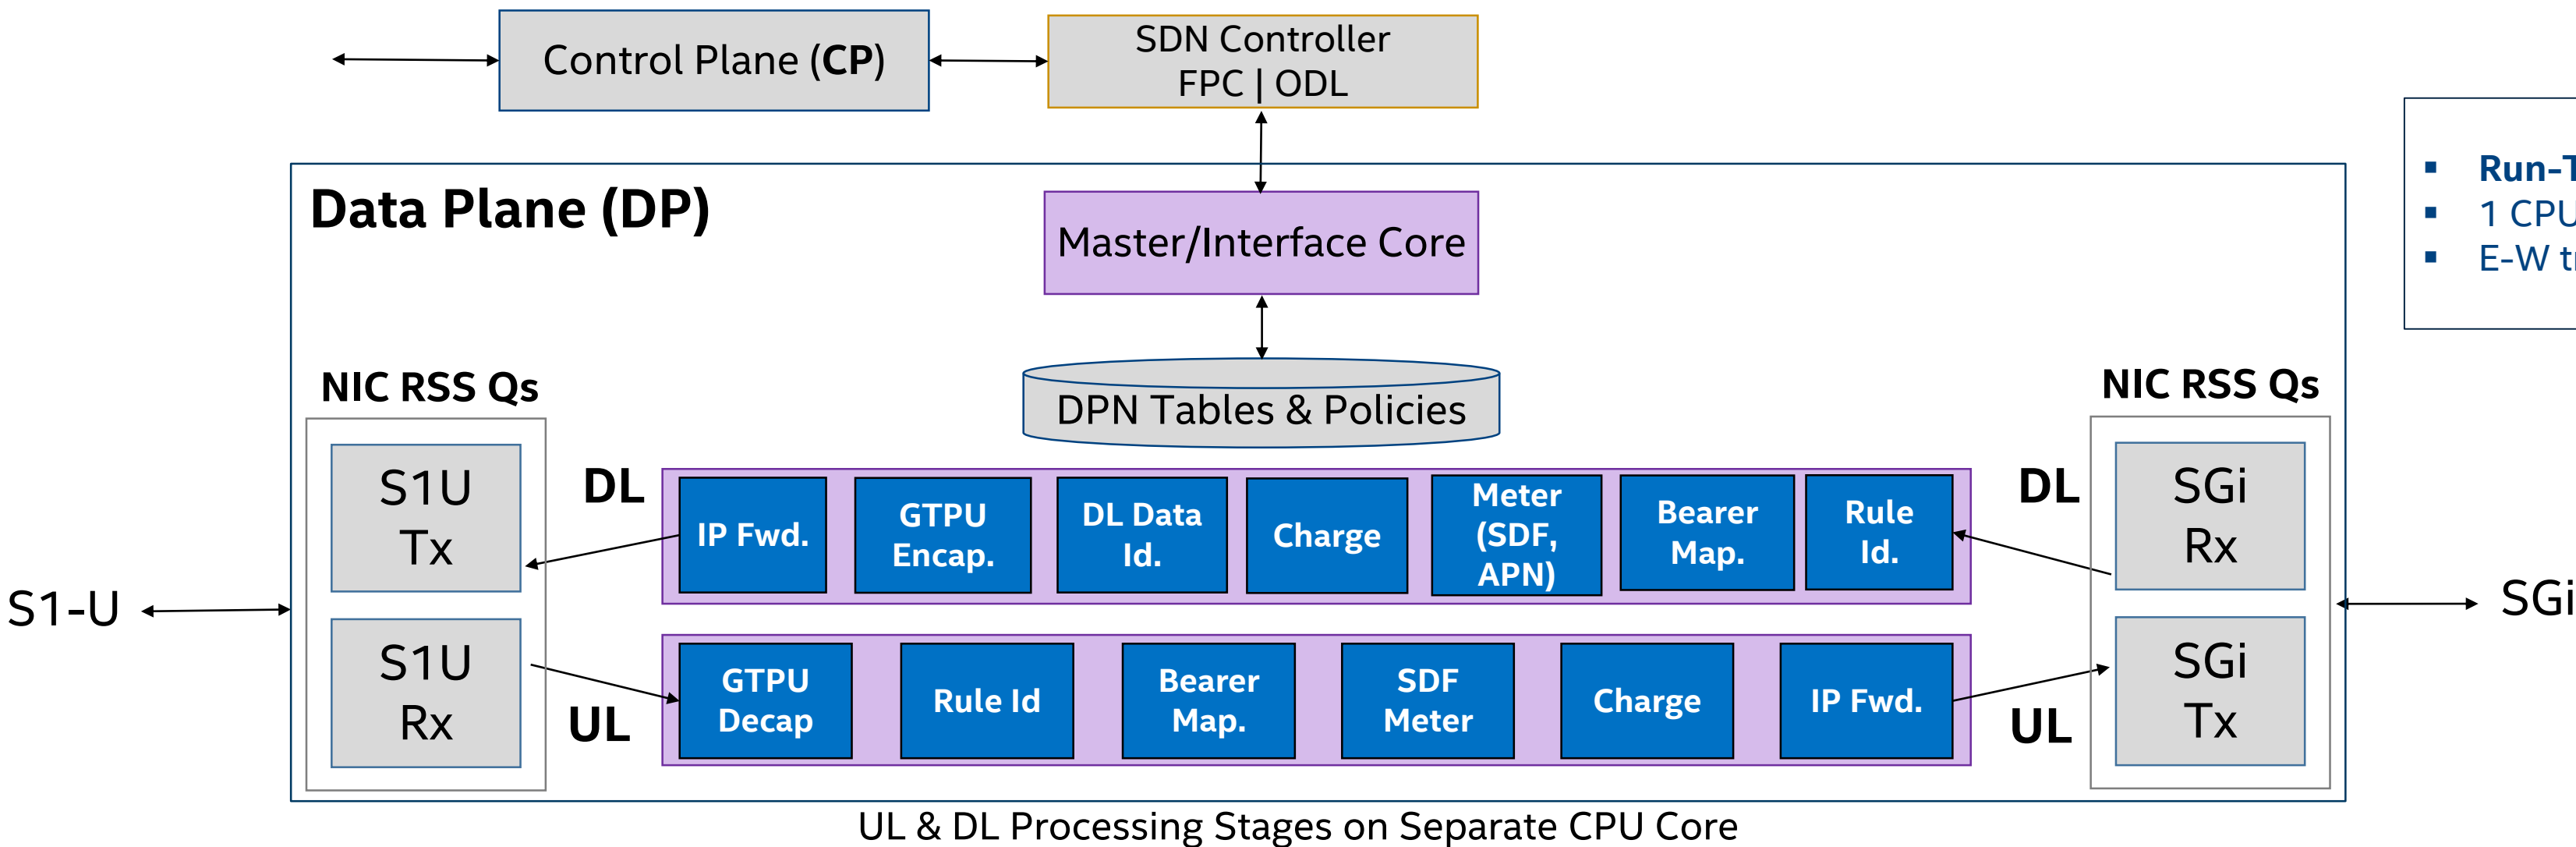 Control Plane (CP)
SDN Controller
FPC | ODL
Data Plane (DP)
Master/Interface Core
▪ 1 CPU
▪ E-W
DPN Tables & Policies
NIC RSS Qs
NIC RSS Qs
S1U
Tx
DL
IP Fwd.
GTPU
Encap.
DL Data
Id.
Charge
Meter
(SDF,
APN)
Bearer
Map.
Rule
Id.
DL
SGi
Rx
S1-U
SGi
S1U
Rx
UL
GTPU
Decap
Rule Id
Bearer
Map.
SDF
Meter
Charge
IP Fwd.
UL
SGi
Tx
UL & DL Processing Stages on Separate CPU Core